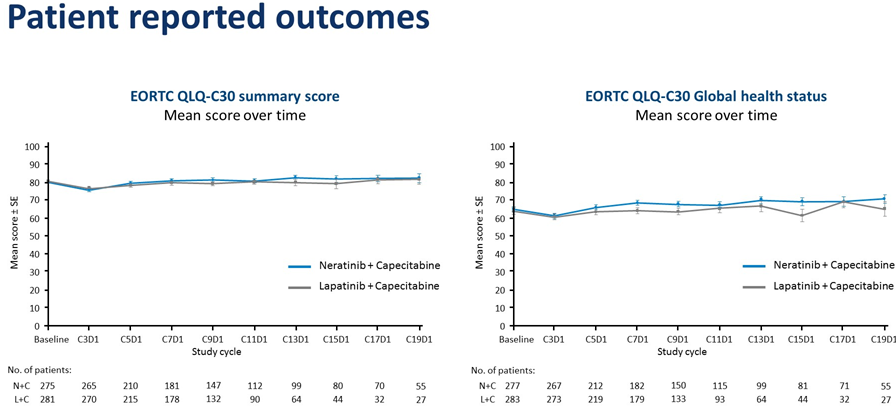 Patient reported outcomes
EORTC QLQ-C30 summary score
Mean score over time
Mean score ± SE
100
90
80
70
60
50
40
30
20
10
0
Neratinib + Capecitabine
Lapatinib + Capecitabine
Baseline C3D1 C5D1 C7D1 C9D1 C11D1 C13D1 C15D1 C17D1 C19D1
Study cycle
No. of patients:
N+C 275 265 210 181 147 112 99 80 70 55
L+C 281 270 215 178 132 90 64 44 32 27
EORTC QLQ-C30 Global health status
Mean score over time
Mean score ± SE
100
90
80
70
60
50
40
30
20
10
0
Neratinib + Capecitabine
Lapatinib + Capecitabine
Baseline C3D1 C5D1 C7D1 C9D1 C11D1 C13D1 C15D1 C17D1 C19D1
Study cycle
No. of patients:
N+C 277 267 212 182 150 115 99 81 71 55
L+C 283 273 219 179 133 93 64 44 32 27